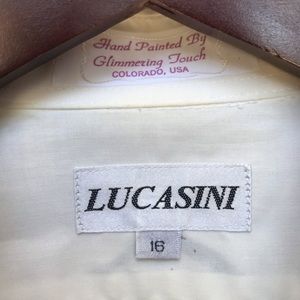 Hand Painted By
Glimmering Touch
COLORADO, USA
LUCASINI
16